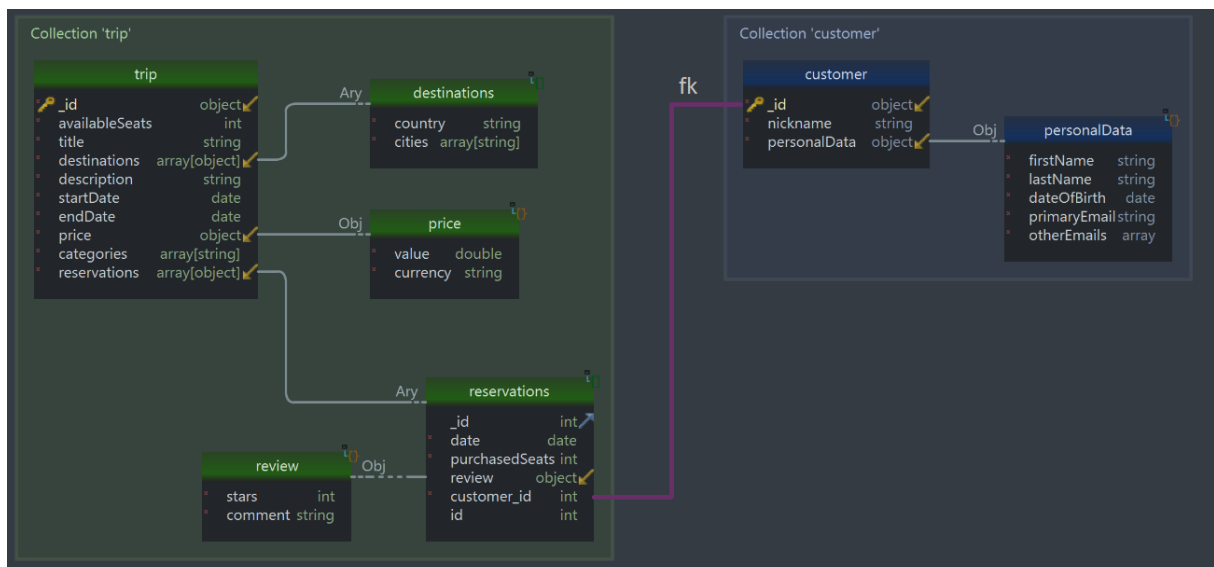 Collection 'trip'
trip
_id object
availableSeats int
title string
destinations array[object]
description string
startDate date
endDate date
price object
categories array[string]
reservations array[object]
Ary
destinations
country string
cities array[string]
Obj
price
value double
currency string
Ary
reservations
_id int
date date
purchasedSeats int
review object
customer_id int
id int
review
Obj
stars int
comment string
fk
Collection 'customer'
customer
_id object
nickname string
personalData object
Obj
personalData
firstName string
lastName string
dateOfBirth date
primaryEmail string
otherEmails array